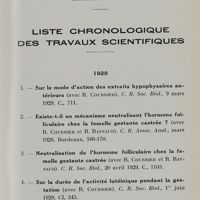 LISTE CHRONOLOGIQUE
DES TRAVAUX SCIENTIFIQUES
1929
1. — Sur le mode d'action des extraits hypophysaires an-
térieurs (avec R. COURRIER). C. R. Soc. Biol., 9 mars
1929, C., 711.
2. — Existe-t-il un mécanisme neutralisant l'hormone fol-
liculaire chez la femelle gestante castrée ? (avec
R. COURRIER et R. RAYNAUD). C. R. Assoc. Anat., mars
1929, Bordeaux, 166-170.
3. — Neutralisation de l'hormone folliculaire chez la fe-
melle gestante castrée (avec R. COURRIER et R. RAY-
NAUD). C. R. Soc. Biol., 20 avril 1929, C., 1103.
4. — Sur la durée de l'activité lutéinique pendant la ges-
tation (avec R. COURRIER). C. R. Soc. Biol., 1er juin
1929, CI, 345.